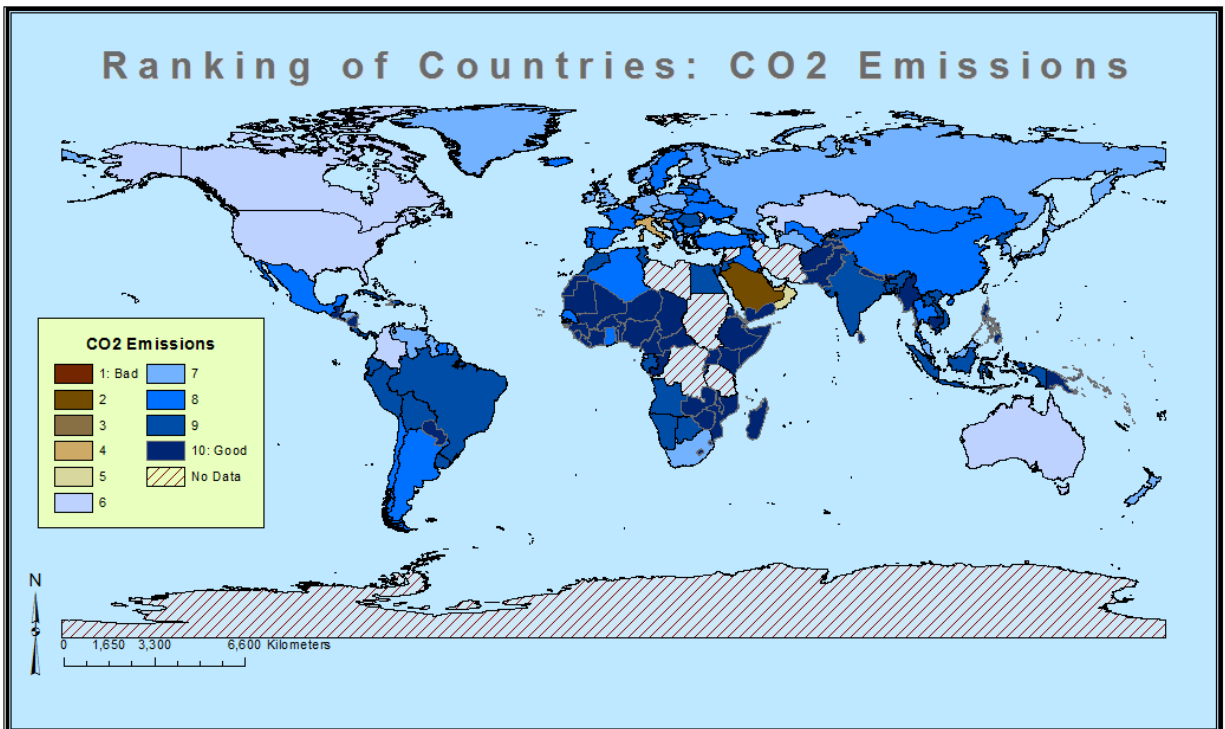 Ranking of Countries: CO2 Emissions
CO2 Emissions
1: Bad
2
3
4
5
6
7
8
9
10: Good
No Data
N
0 1,650 3,300 6,600 Kilometers